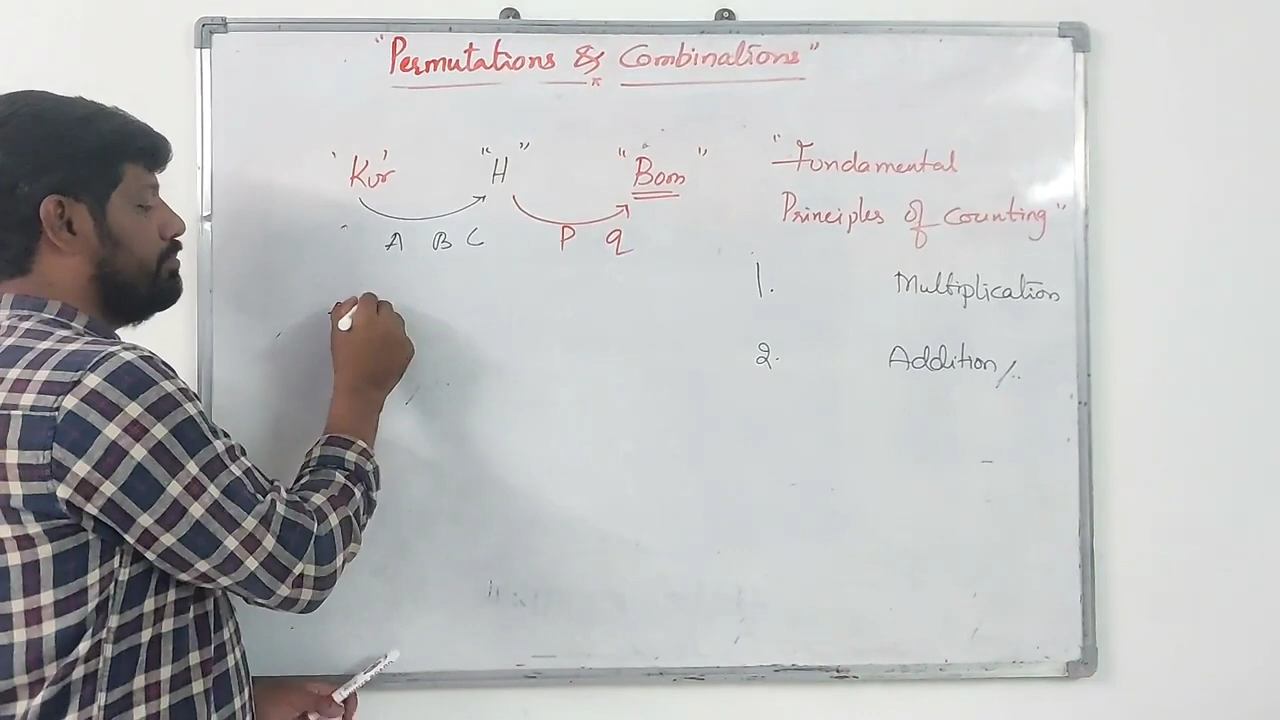 "Permutations & Combinations"
'Kur' "H" "Bom"
A B C P q
"Fundamental
Principles of Counting"
1. Multiplication
2. Addition/..